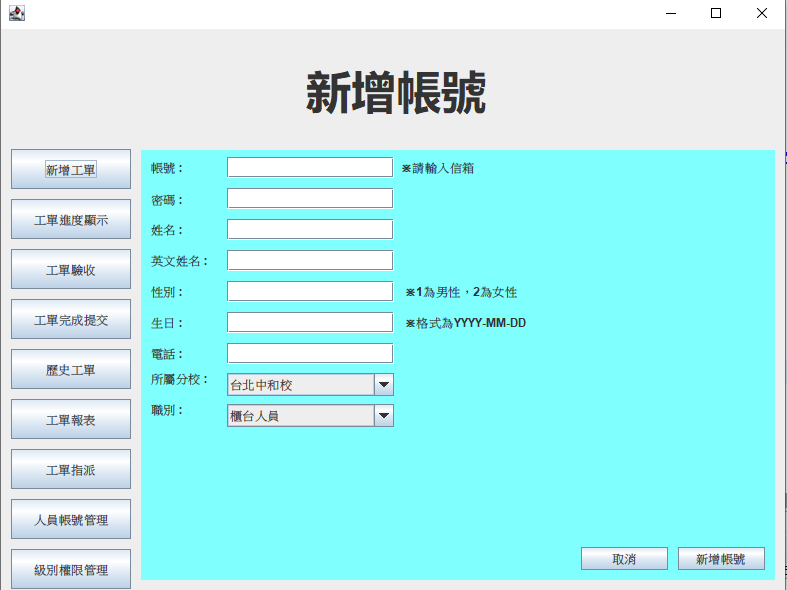 新增帳號
新增工單
工單進度顯示
工單驗收
工單完成提交
歷史工單
工單報表
工單指派
人員帳號管理
級別權限管理
帳號：
※請輸入信箱
密碼：
姓名：
英文姓名：
性別：
※1為男性，2為女性
生日：
※格式為YYYY-MM-DD
電話：
所屬分校：
台北中和校
職別：
櫃台人員
取消
新增帳號